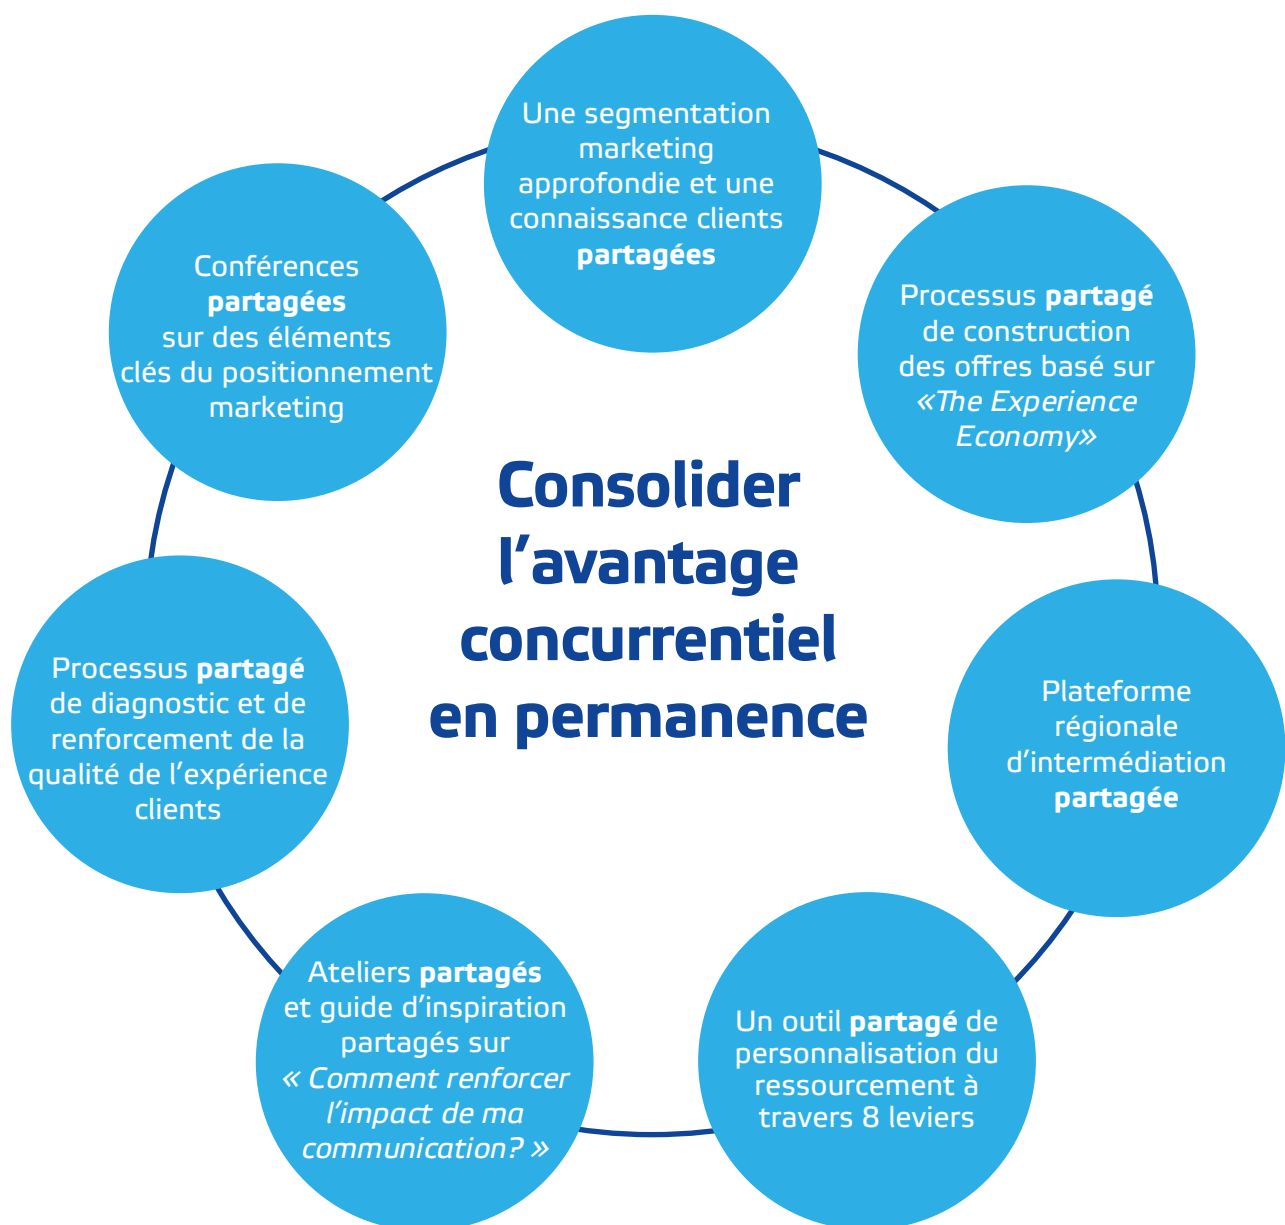 Une segmentation
marketing
approfondie et une
connaissance clients
partagées
Processus partagé
de construction
des offres basé sur
«The Experience
Economy»
Plateforme
régionale
d'intermédiation
partagée
Un outil partagé de
personnalisation du
ressourcement à
travers 8 leviers
Ateliers partagés
et guide d'inspiration
partagés sur
« Comment renforcer
l'impact de ma
communication? »
Processus partagé
de diagnostic et de
renforcement de la
qualité de l'expérience
clients
Conférences
partagées
sur des éléments
clés du positionnement
marketing
Consolider
l'avantage
concurrentiel
en permanence